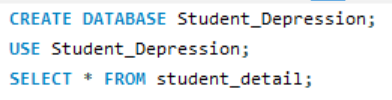 CREATE DATABASE Student_Depression;
USE Student_Depression;
SELECT * FROM student_detail;